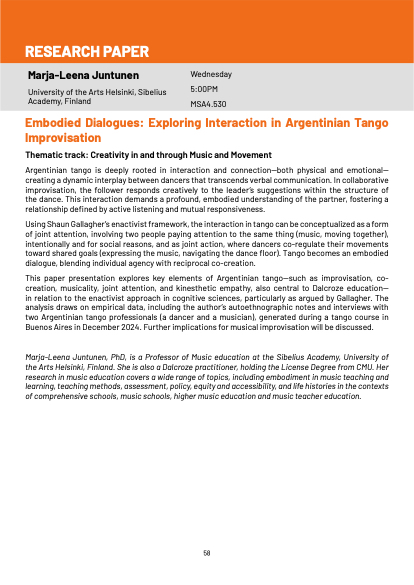 RESEARCH PAPER
Marja-Leena Juntunen
University of the Arts Helsinki, Sibelius
Academy, Finland
Wednesday
5:00PM
MSA4.530
Embodied Dialogues: Exploring Interaction in Argentinian Tango
Improvisation
Thematic track: Creativity in and through Music and Movement
Argentinian tango is deeply rooted in interaction and connection—both physical and emotional—
creating a dynamic interplay between dancers that transcends verbal communication. In collaborative
improvisation, the follower responds creatively to the leader's suggestions within the structure of
the dance. This interaction demands a profound, embodied understanding of the partner, fostering a
relationship defined by active listening and mutual responsiveness.
Using Shaun Gallagher's enactivist framework, the interaction in tango can be conceptualized as a form
of joint attention, involving two people paying attention to the same thing (music, moving together),
intentionally and for social reasons, and as joint action, where dancers co-regulate their movements
toward shared goals (expressing the music, navigating the dance floor). Tango becomes an embodied
dialogue, blending individual agency with reciprocal co-creation.
This paper presentation explores key elements of Argentinian tango—such as improvisation, co-
creation, musicality, joint attention, and kinesthetic empathy, also central to Dalcroze education—
in relation to the enactivist approach in cognitive sciences, particularly as argued by Gallagher. The
analysis draws on empirical data, including the author's autoethnographic notes and interviews with
two Argentinian tango professionals (a dancer and a musician), generated during a tango course in
Buenos Aires in December 2024. Further implications for musical improvisation will be discussed.
Marja-Leena Juntunen, PhD, is a Professor of Music education at the Sibelius Academy, University of
the Arts Helsinki, Finland. She is also a Dalcroze practitioner, holding the License Degree from CMU. Her
research in music education covers a wide range of topics, including embodiment in music teaching and
learning, teaching methods, assessment, policy, equity and accessibility, and life histories in the contexts
of comprehensive schools, music schools, higher music education and music teacher education.
58